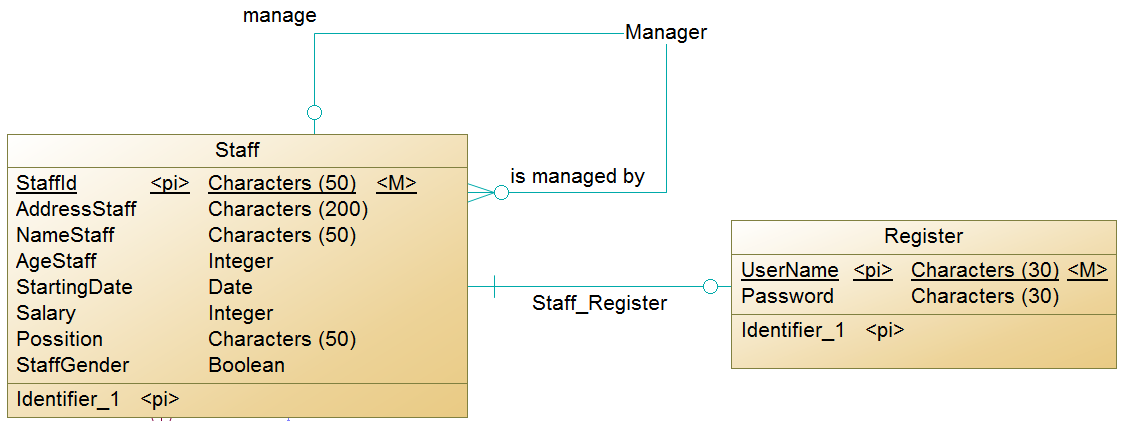 manage
Manager
Staff
StaffId <pi> Characters (50) <M>
AddressStaff Characters (200)
NameStaff Characters (50)
AgeStaff Integer
StartingDate Date
Salary Integer
Possition Characters (50)
StaffGender Boolean
Identifier_1 <pi>
is managed by
Staff_Register
Register
UserName <pi> Characters (30) <M>
Password Characters (30)
Identifier_1 <pi>